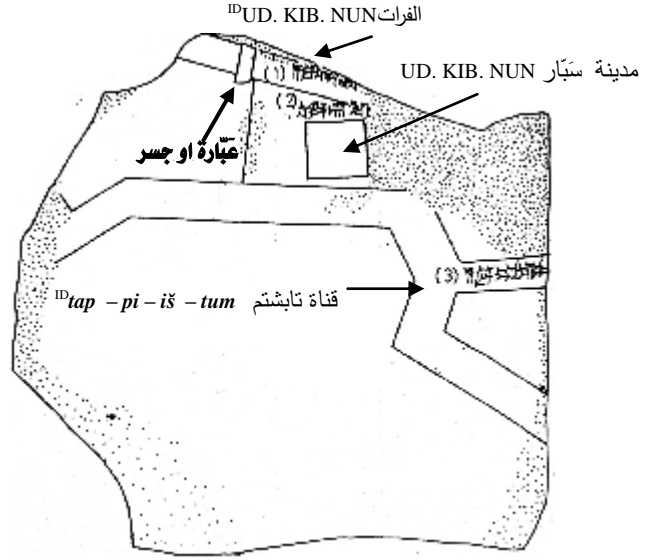 الفرات ᴵᴰUD. KIB. NUN
مدينة سَبّار UD. KIB. NUN
(1)
(2)
عَبّارة او جسر
(3)
قناة تابشتم ᴵᴰtap – pi – iš – tum